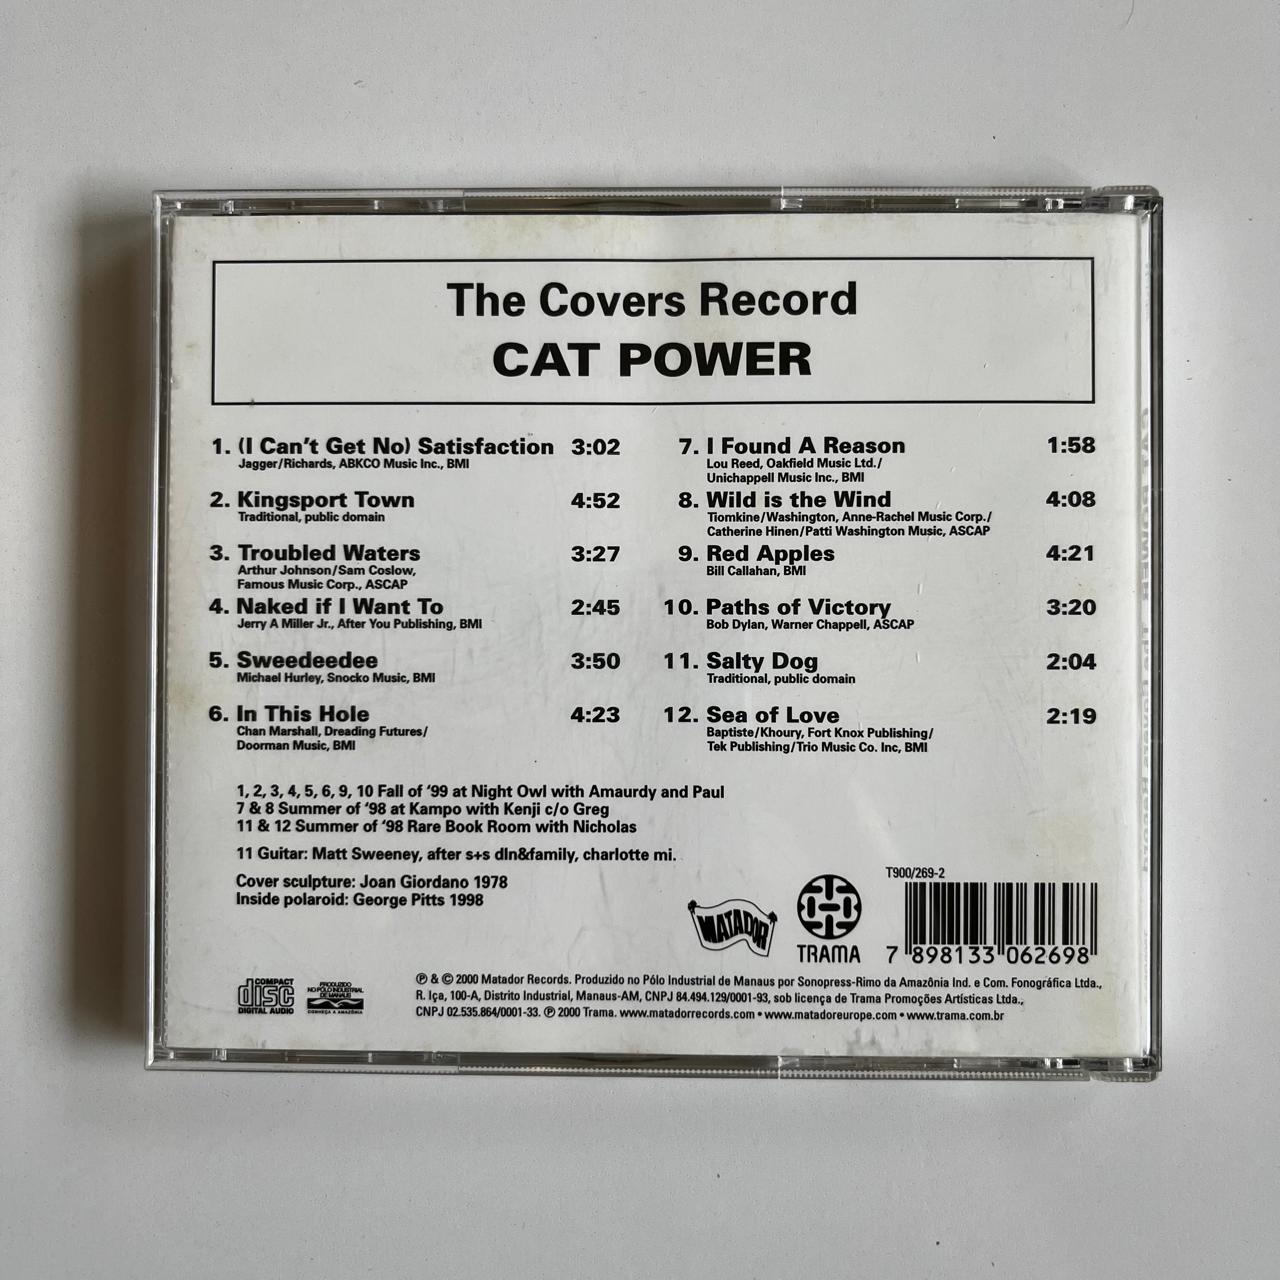 The Covers Record
CAT POWER
1. (I Can't Get No) Satisfaction 3:02
Jagger/Richards, ABKCO Music Inc., BMI
2. Kingsport Town 4:52
Traditional, public domain
3. Troubled Waters 3:27
Arthur Johnson/Sam Coslow,
Famous Music Corp., ASCAP
4. Naked if I Want To 2:45
Jerry A Miller Jr., After You Publishing, BMI
5. Sweedeedee 3:50
Michael Hurley, Snocko Music, BMI
6. In This Hole 4:23
Chan Marshall, Dreading Futures/
Doorman Music, BMI
7. I Found A Reason 1:58
Lou Reed, Oakfield Music Ltd./
Unichappell Music Inc., BMI
8. Wild is the Wind 4:08
Tiomkine/Washington, Anne-Rachel Music Corp./
Catherine Hinen/Patti Washington Music, ASCAP
9. Red Apples 4:21
Bill Callahan, BMI
10. Paths of Victory 3:20
Bob Dylan, Warner Chappell, ASCAP
11. Salty Dog 2:04
Traditional, public domain
12. Sea of Love 2:19
Baptiste/Khoury, Fort Knox Publishing/
Tek Publishing/Trio Music Co. Inc, BMI
1, 2, 3, 4, 5, 6, 9, 10 Fall of '99 at Night Owl with Amaurdy and Paul
7 & 8 Summer of '98 at Kampo with Kenji c/o Greg
11 & 12 Summer of '98 Rare Book Room with Nicholas
11 Guitar: Matt Sweeney, after s+s dln&family, charlotte mi.
Cover sculpture: Joan Giordano 1978
Inside polaroid: George Pitts 1998
MATADOR
TRAMA
T900/269-2
7 898133 062698
COMPACT
disc
DIGITAL AUDIO
PRODUZIDO
NO PÓLO INDUSTRIAL
DE MANAUS
CONHEÇA A AMAZÔNIA
℗ & © 2000 Matador Records. Produzido no Pólo Industrial de Manaus por Sonopress-Rimo da Amazônia Ind. e Com. Fonográfica Ltda.,
R. Iça, 100-A, Distrito Industrial, Manaus-AM, CNPJ 84.494.129/0001-93, sob licença de Trama Promoções Artísticas Ltda.,
CNPJ 02.535.864/0001-33. ℗ 2000 Trama. www.matadorrecords.com • www.matadoreurope.com • www.trama.com.br
CAT POWER The Covers Record